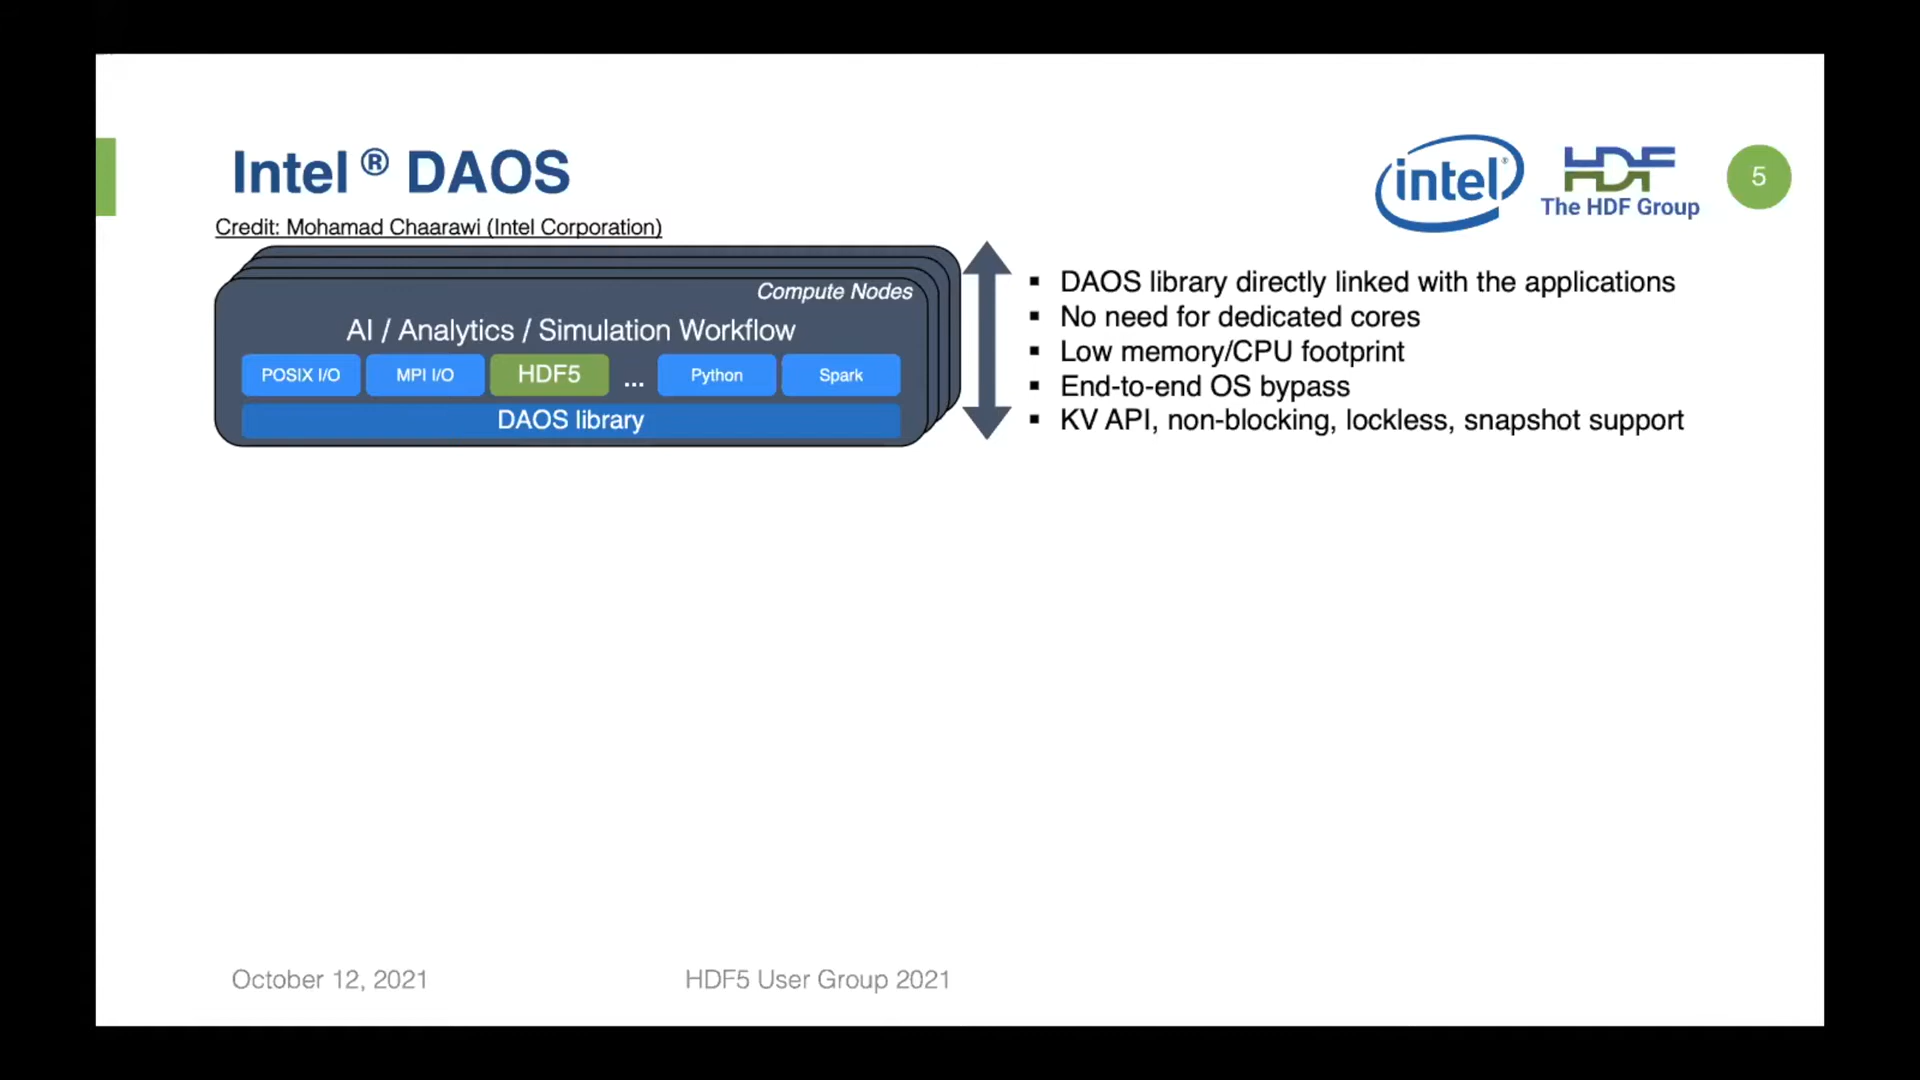 Intel ® DAOS
intel®
HDF
The HDF Group
5
Credit: Mohamad Chaarawi (Intel Corporation)
Compute Nodes
AI / Analytics / Simulation Workflow
POSIX I/O
MPI I/O
HDF5
...
Python
Spark
DAOS library
▪ DAOS library directly linked with the applications
▪ No need for dedicated cores
▪ Low memory/CPU footprint
▪ End-to-end OS bypass
▪ KV API, non-blocking, lockless, snapshot support
October 12, 2021
HDF5 User Group 2021